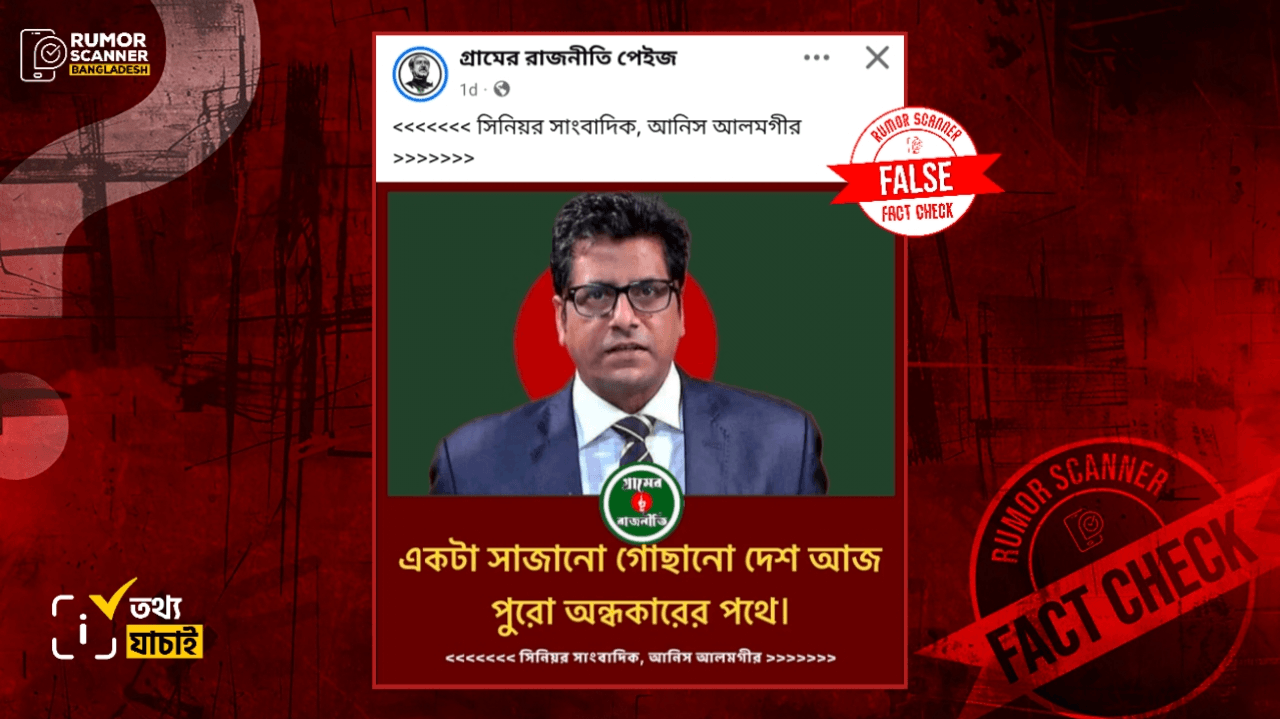 RUMOR
SCANNER
BANGLADESH
গ্রামের রাজনীতি পেইজ
1d
<<<<<<< সিনিয়র সাংবাদিক, আনিস আলমগীর
>>>>>>>
RUMOR SCANNER
FALSE
FACT CHECK
গ্রামের
রাজনীতি
একটা সাজানো গোছানো দেশ আজ
পুরো অন্ধকারের পথে।
<<<<<<< সিনিয়র সাংবাদিক, আনিস আলমগীর >>>>>>>
তথ্য
যাচাই
RUMOR SCANNER
FACT CHECK